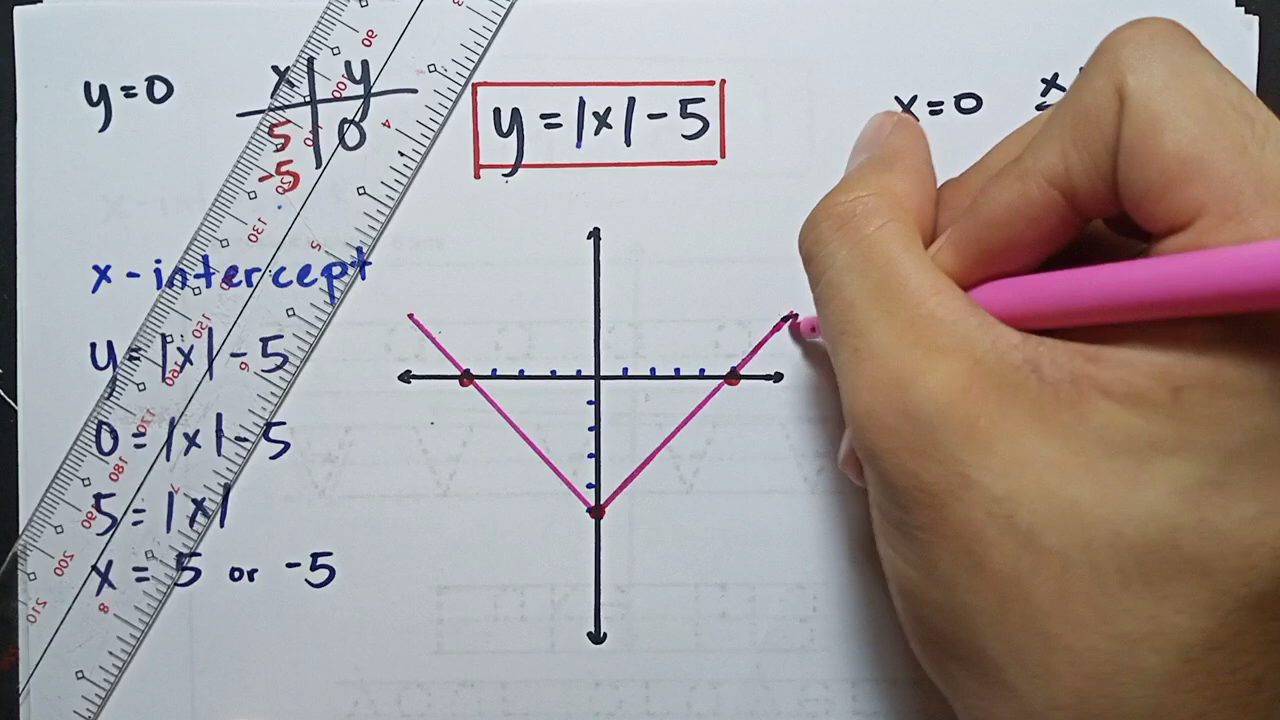 y=0
x | y
5 | 0
-5
y = |x| - 5
x=0
x
x-intercept
y = |x| - 5
0 = |x| - 5
5 = |x|
x = 5 or -5